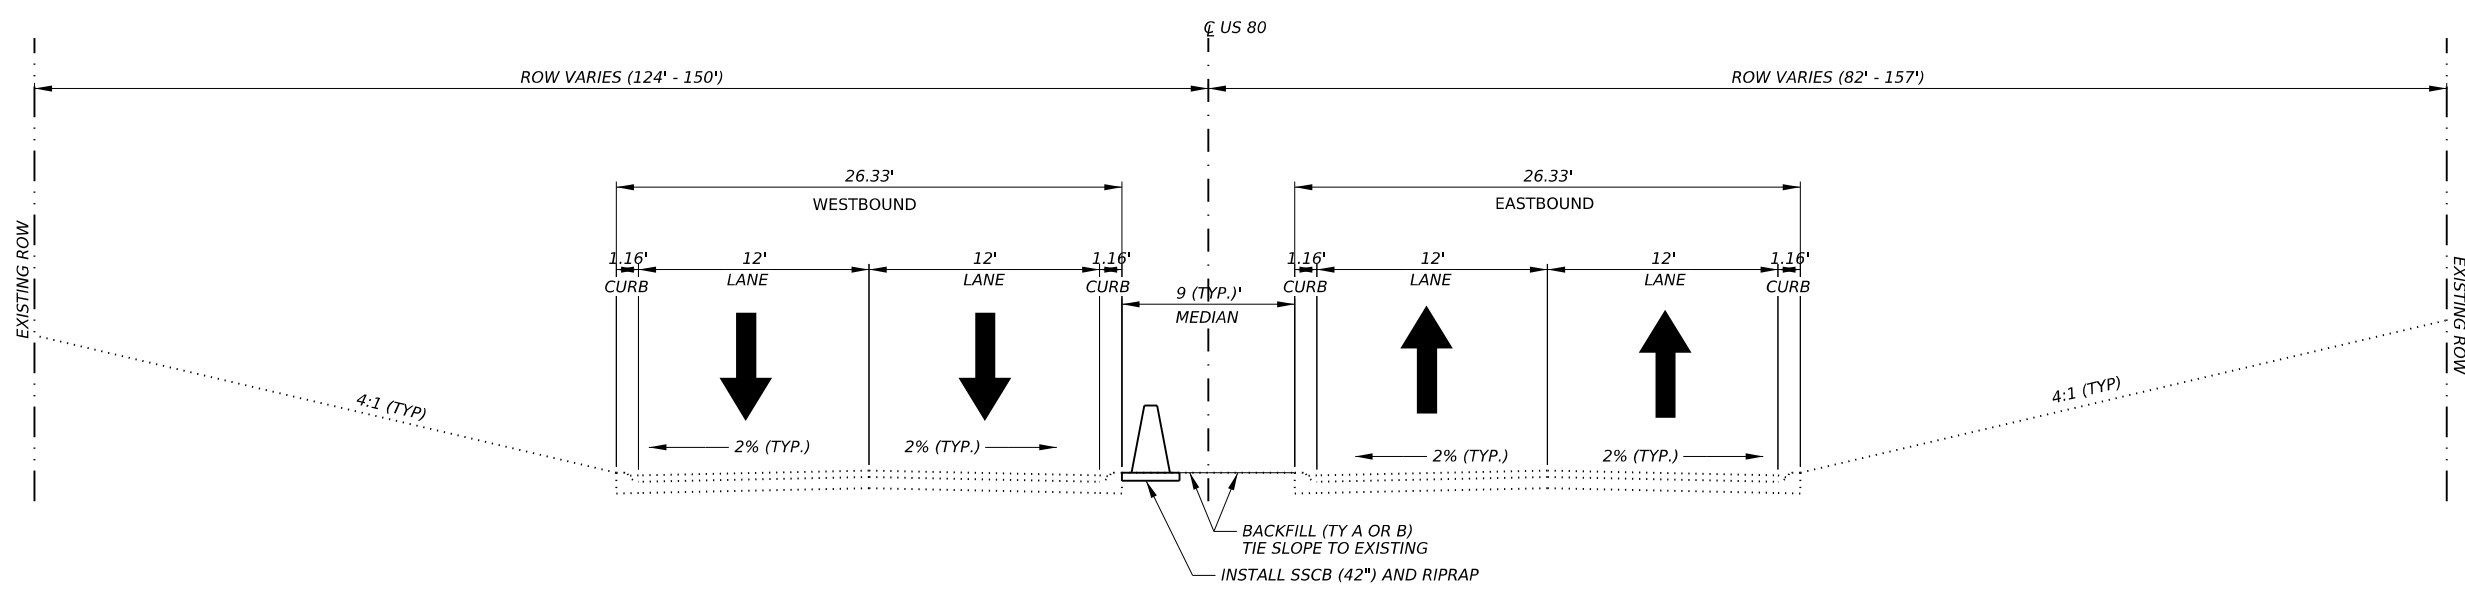 ℄ US 80
ROW VARIES (124' - 150')
ROW VARIES (82' - 157')
26.33'
WESTBOUND
26.33'
EASTBOUND
1.16'
CURB
12'
LANE
12'
LANE
1.16'
CURB
9 (TYP.)'
MEDIAN
1.16'
CURB
12'
LANE
12'
LANE
1.16'
CURB
EXISTING ROW
EXISTING ROW
4:1 (TYP)
4:1 (TYP)
2% (TYP.)
2% (TYP.)
2% (TYP.)
2% (TYP.)
BACKFILL (TY A OR B)
TIE SLOPE TO EXISTING
INSTALL SSCB (42") AND RIPRAP